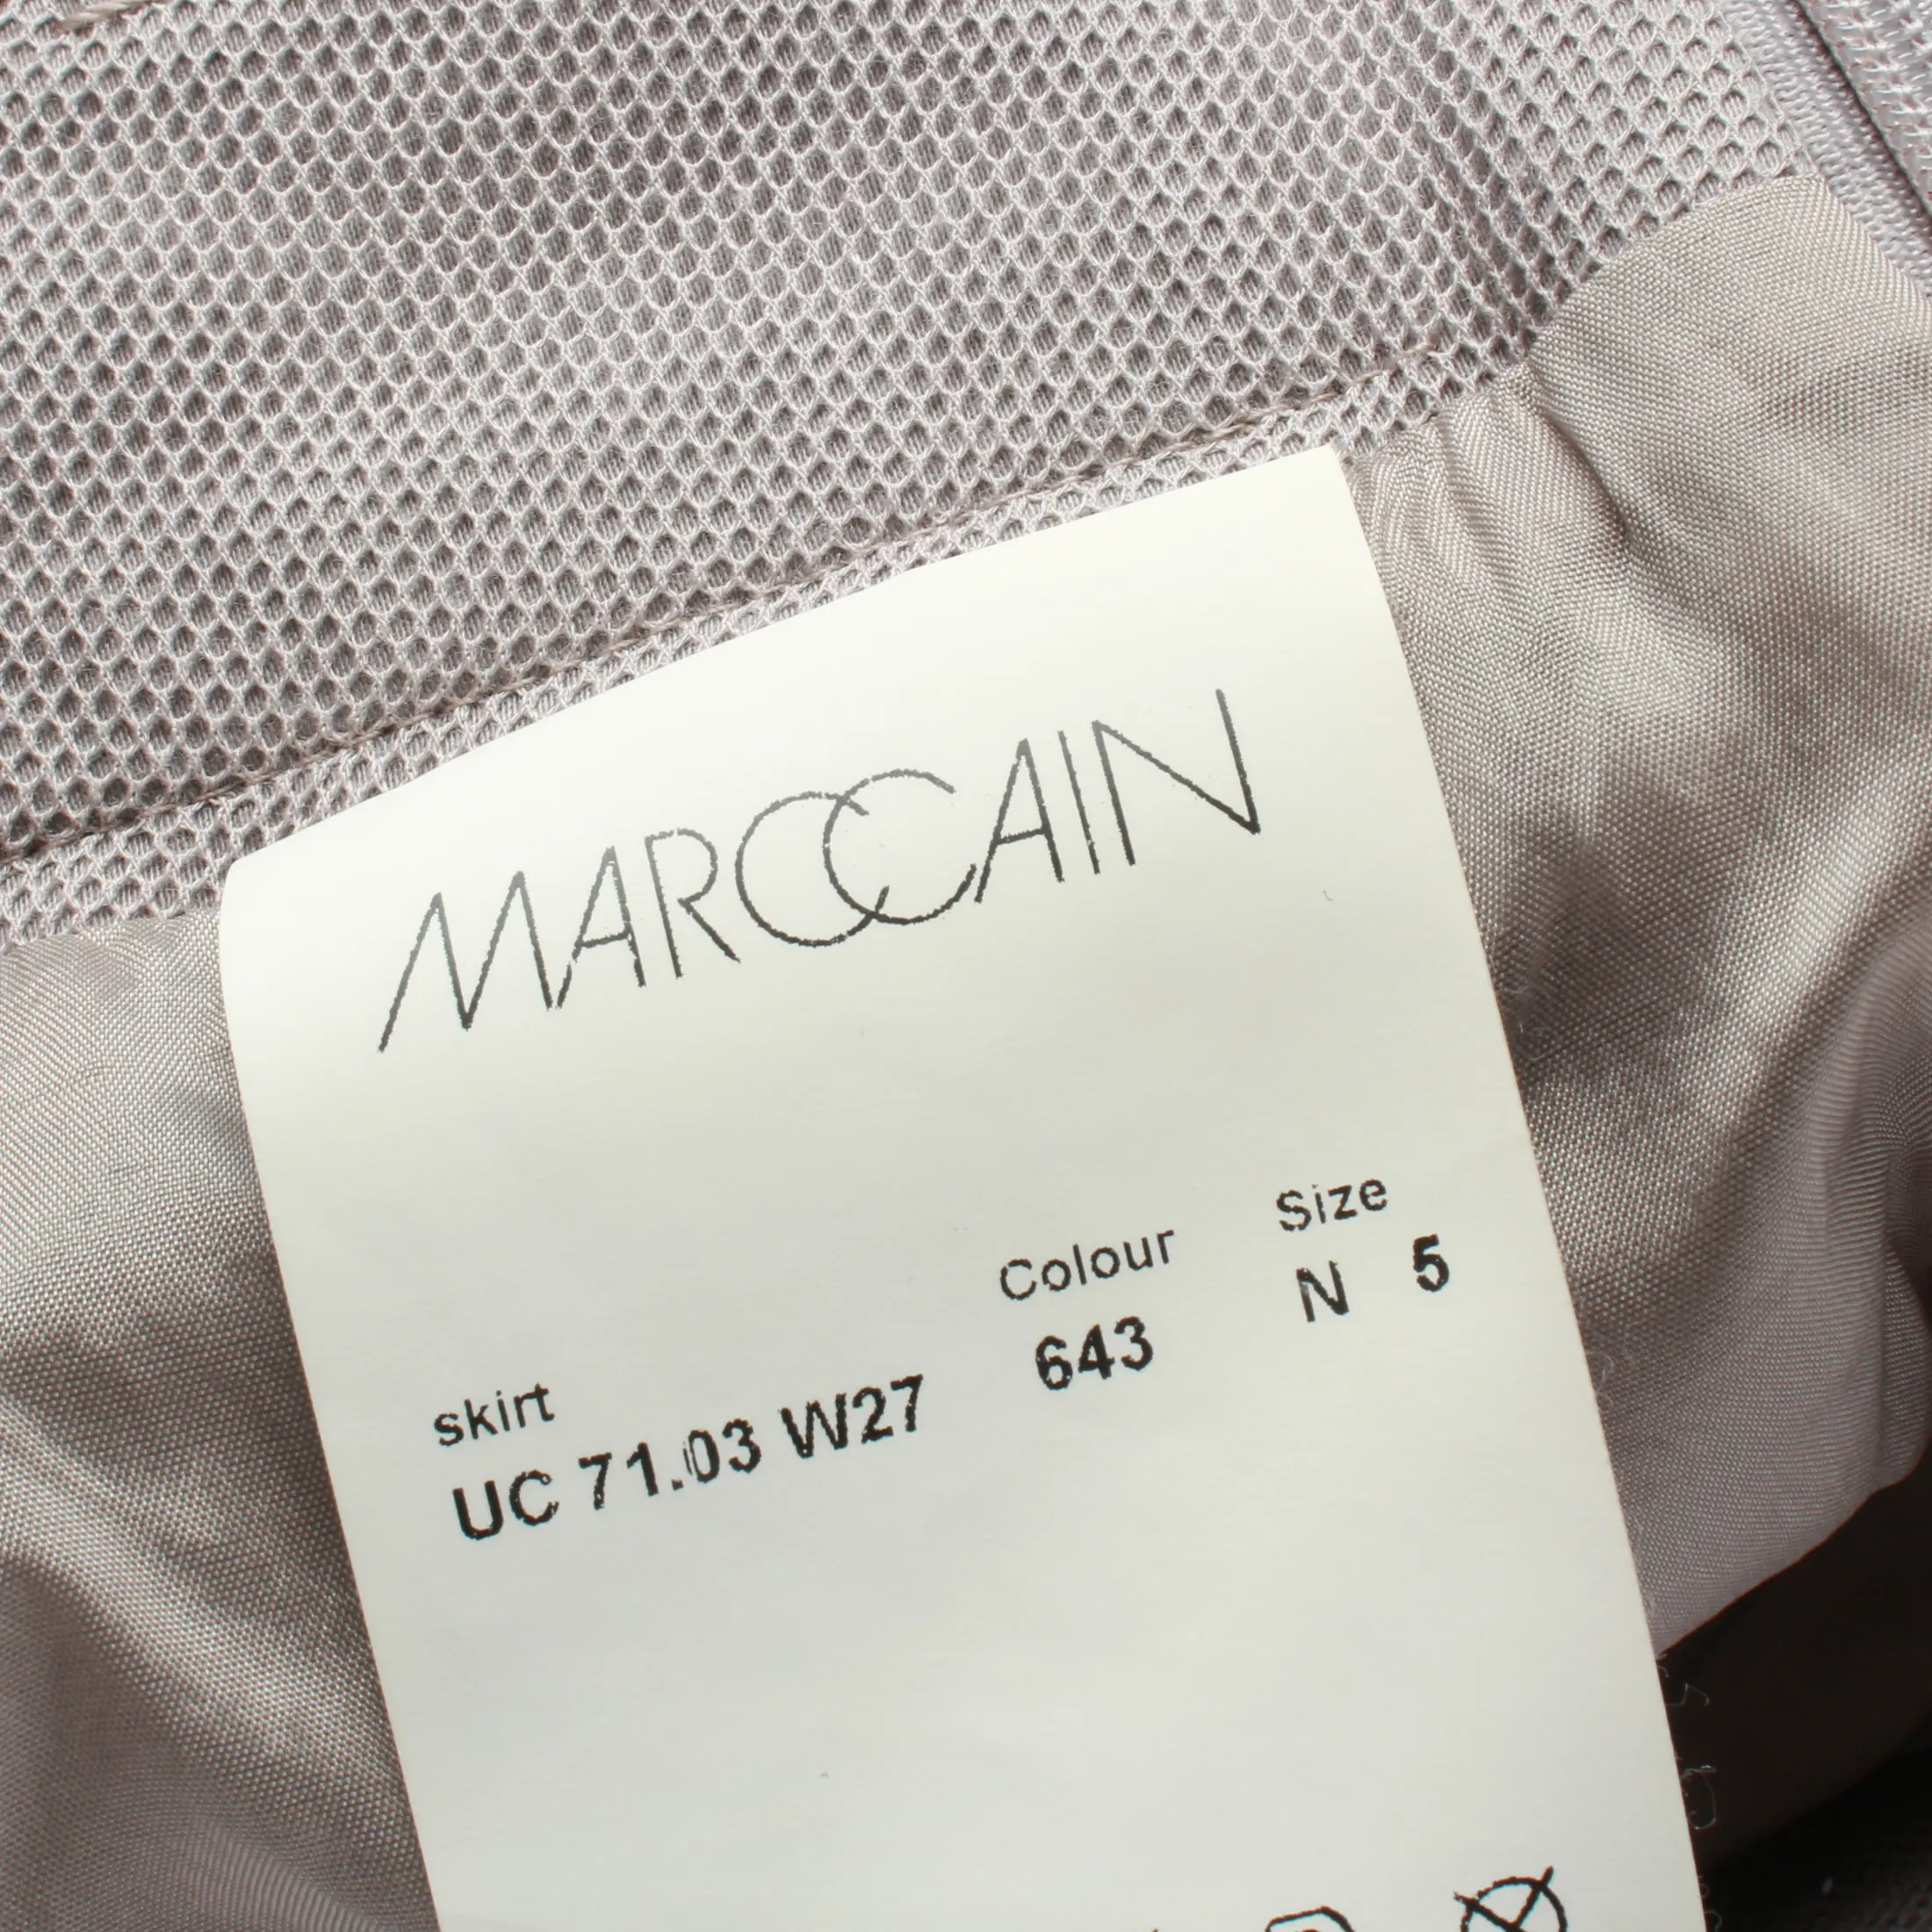 MARCCAIN
skirt Colour Size
UC 71.03 W27 643 N 5